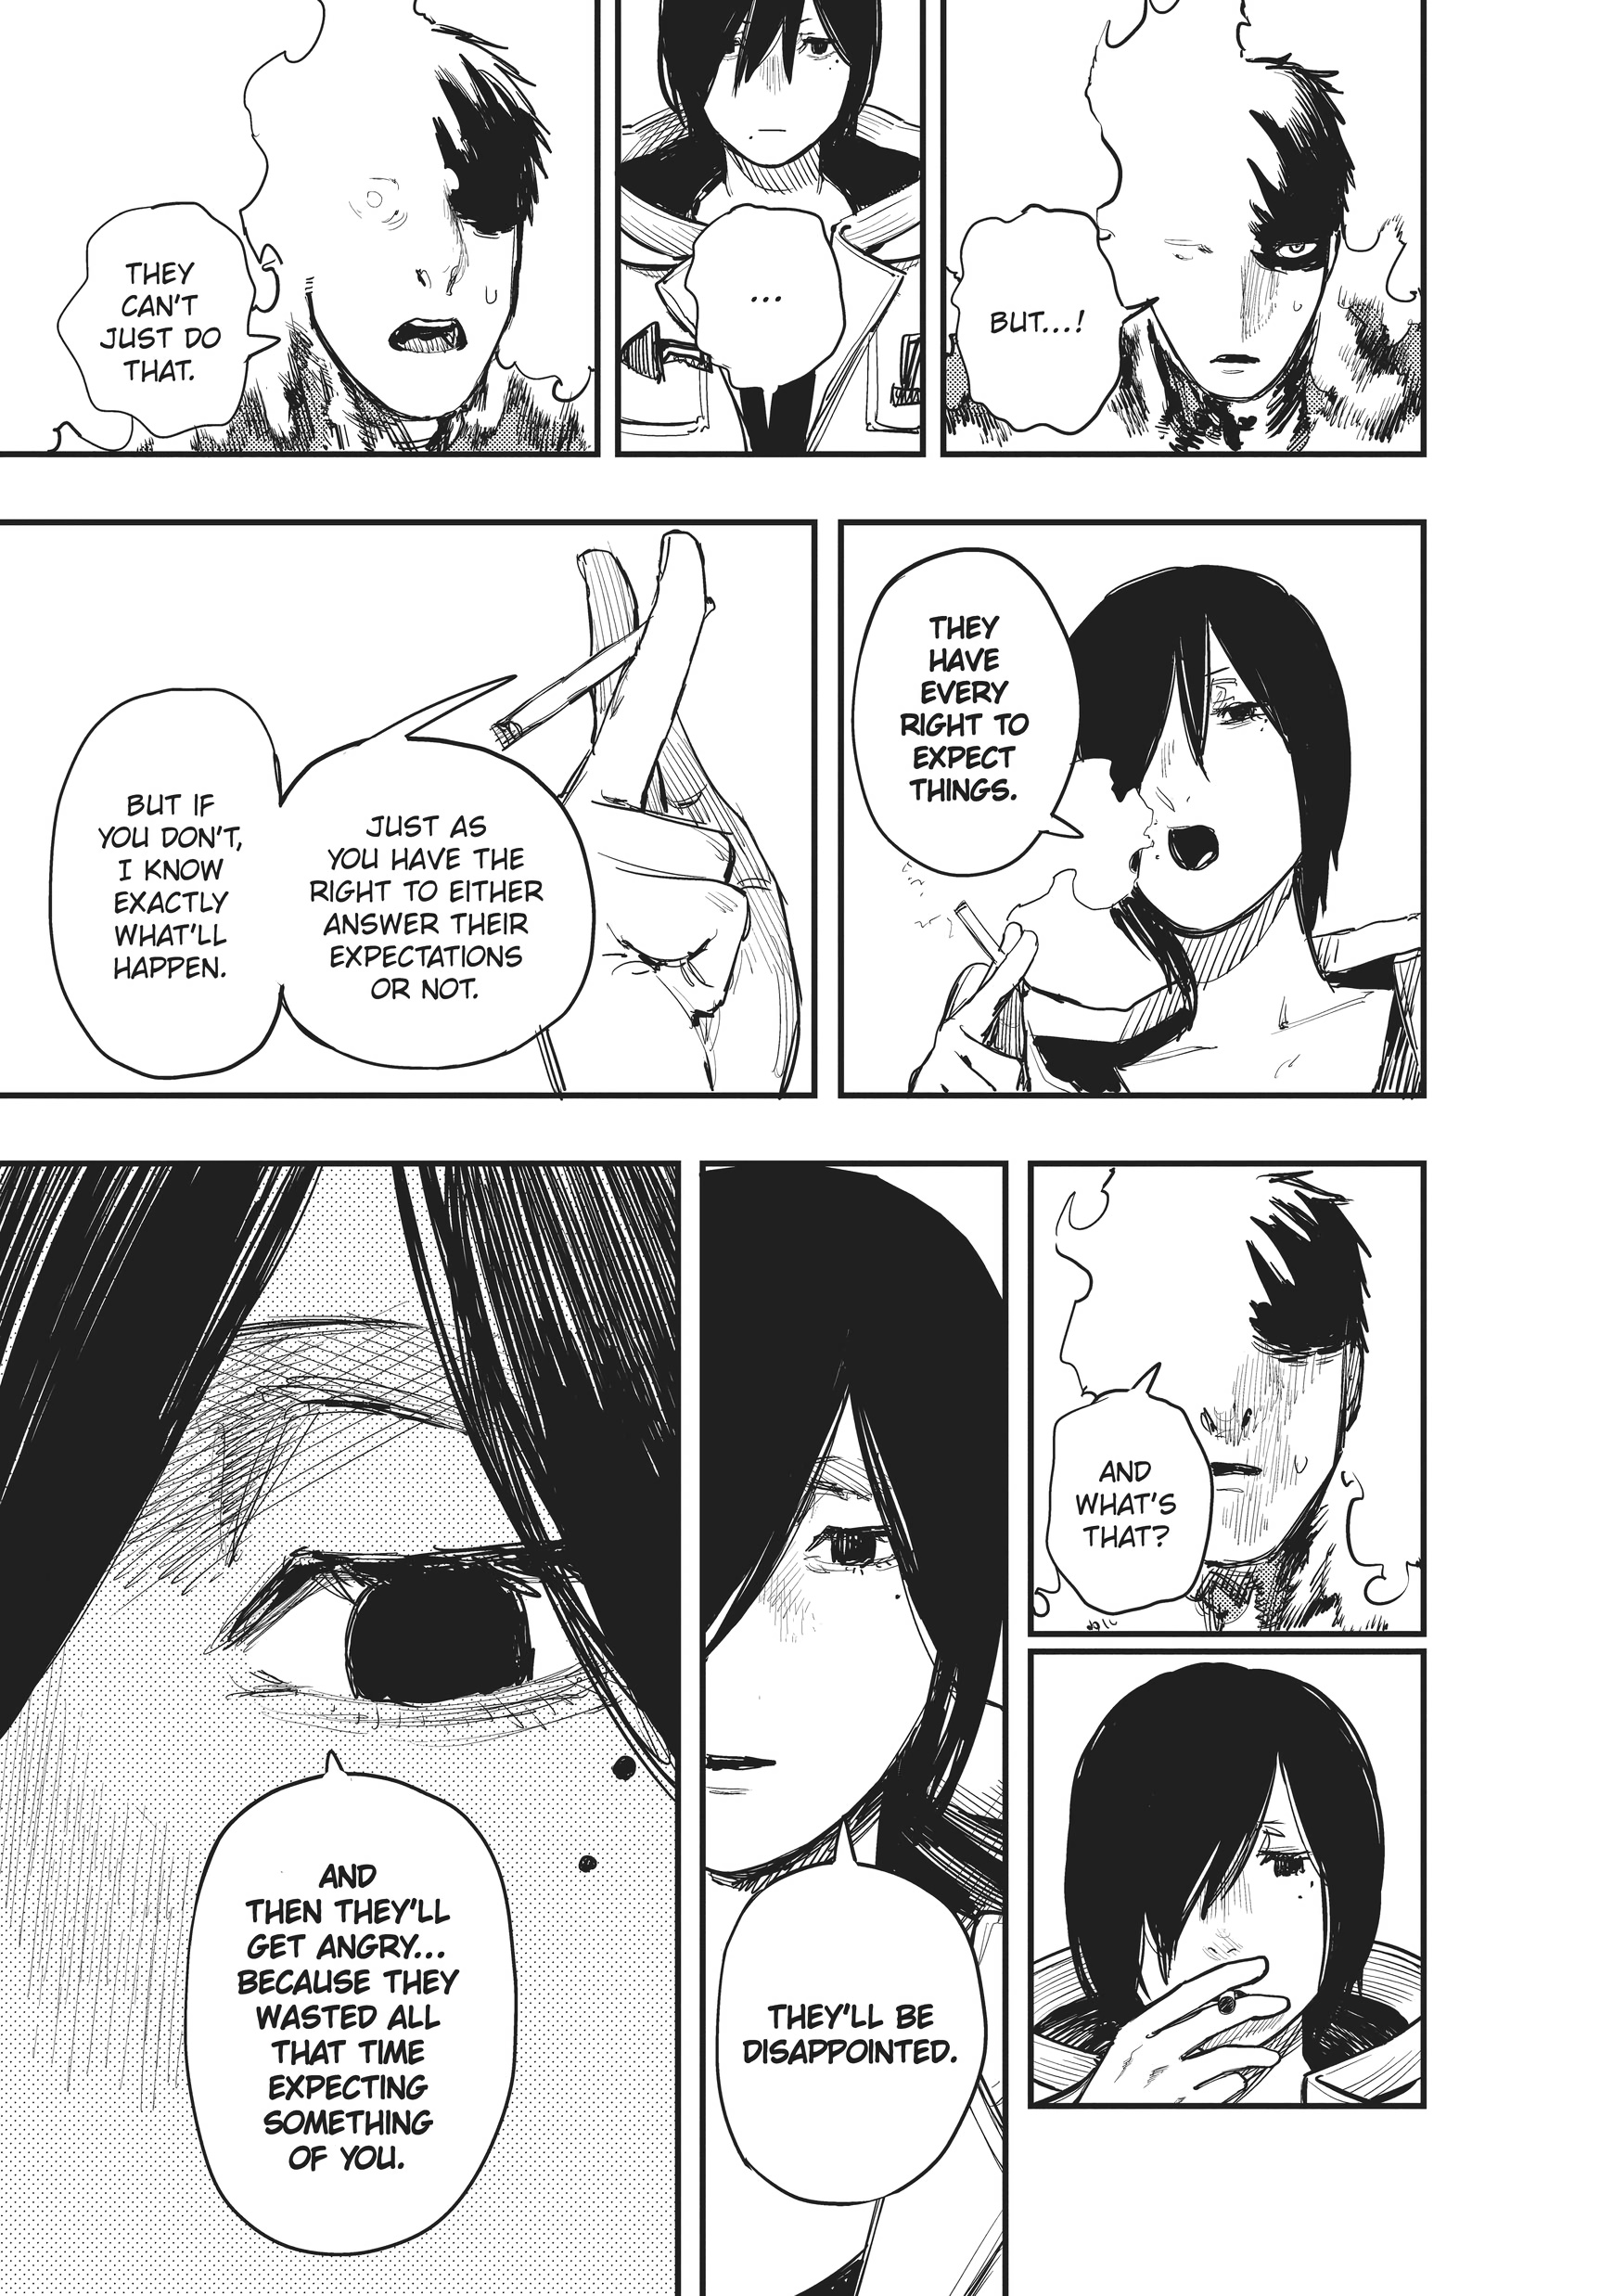 BUT...!
...
THEY
CAN'T
JUST DO
THAT.
THEY
HAVE
EVERY
RIGHT TO
EXPECT
THINGS.
JUST AS
YOU HAVE THE
RIGHT TO EITHER
ANSWER THEIR
EXPECTATIONS
OR NOT.
BUT IF
YOU DON'T,
I KNOW
EXACTLY
WHAT'LL
HAPPEN.
AND
WHAT'S
THAT?
THEY'LL BE
DISAPPOINTED.
AND
THEN THEY'LL
GET ANGRY...
BECAUSE THEY
WASTED ALL
THAT TIME
EXPECTING
SOMETHING
OF YOU.